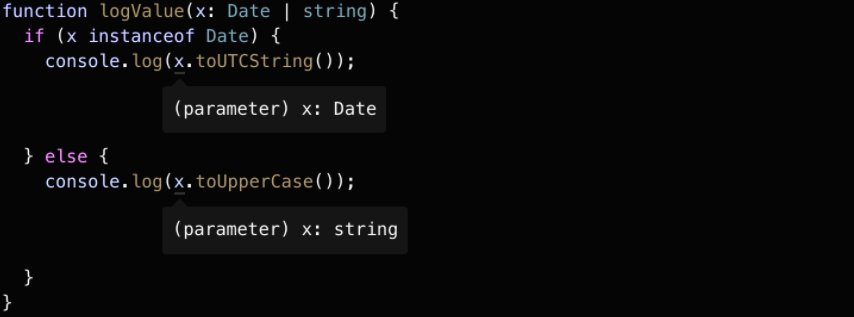 function logValue(x: Date | string) {
  if (x instanceof Date) {
    console.log(x.toUTCString());
(parameter) x: Date
  } else {
    console.log(x.toUpperCase());
(parameter) x: string
  }
}